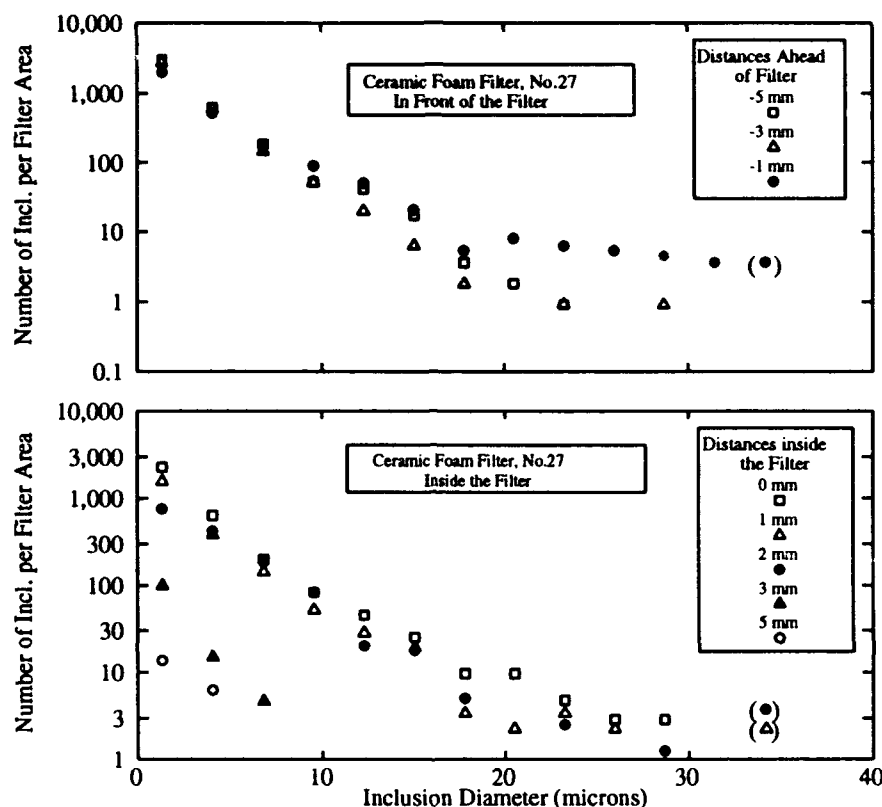 10,000
1,000
100
10
1
0.1
Number of Incl. per Filter Area
Ceramic Foam Filter, No.27
In Front of the Filter
Distances Ahead
of Filter
-5 mm
-3 mm
-1 mm
( )
10,000
3,000
1,000
300
100
30
10
3
1
Number of Incl. per Filter Area
Ceramic Foam Filter, No.27
Inside the Filter
Distances inside
the Filter
0 mm
1 mm
2 mm
3 mm
5 mm
( )
( )
0 10 20 30 40
Inclusion Diameter (microns)